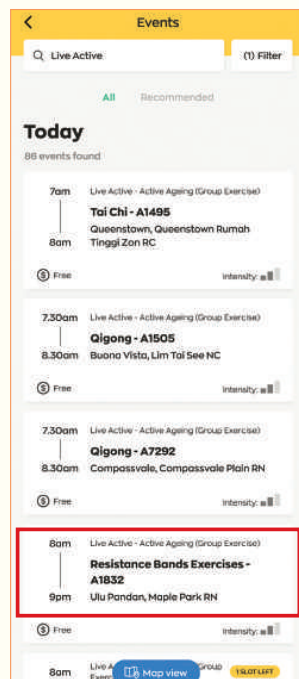 Events
Live Active
(1) Filter
All Recommended
Today
86 events found
7am Live Active - Active Ageing (Group Exercise)
Tai Chi - A1495
Queenstown, Queenstown Rumah
8am Tinggi Zon RC
Free Intensity:
7.30am Live Active - Active Ageing (Group Exercise)
Qigong - A1505
8.30am Buona Vista, Lim Tai See NC
Free Intensity:
7.30am Live Active - Active Ageing (Group Exercise)
Qigong - A7292
8.30am Compassvale, Compassvale Plain RN
Free Intensity:
8am Live Active - Active Ageing (Group
Exercise)
Resistance Bands Exercises -
A1832
9pm Ulu Pandan, Maple Park RN
Free Intensity:
8am Live A Group 1 SLOT LEFT
Map view